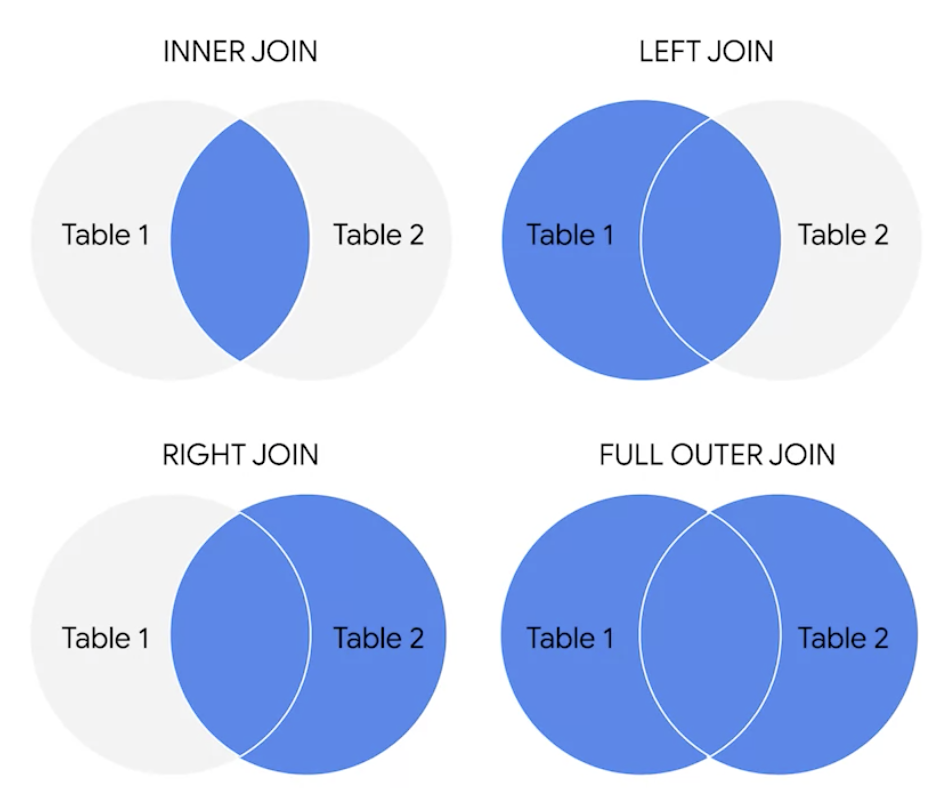 INNER JOIN
Table 1
Table 2
LEFT JOIN
Table 1
Table 2
RIGHT JOIN
Table 1
Table 2
FULL OUTER JOIN
Table 1
Table 2